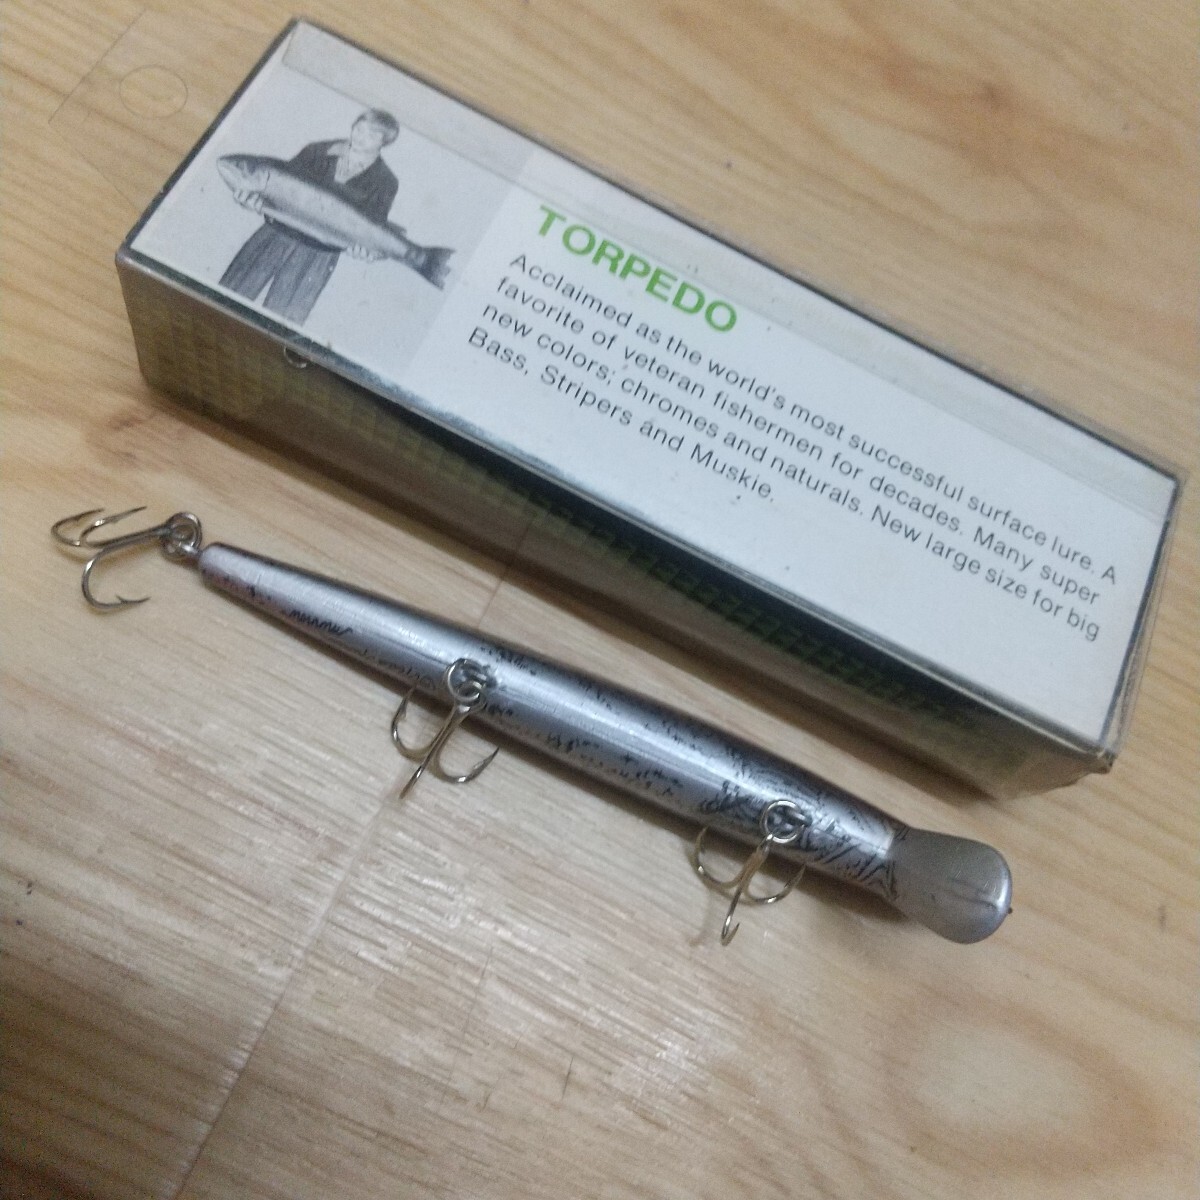 TORPEDO
Acclaimed as the world's most successful surface lure. A
favorite of veteran fishermen for decades. Many super
new colors; chromes and naturals. New large size for big
Bass, Stripers and Muskie.